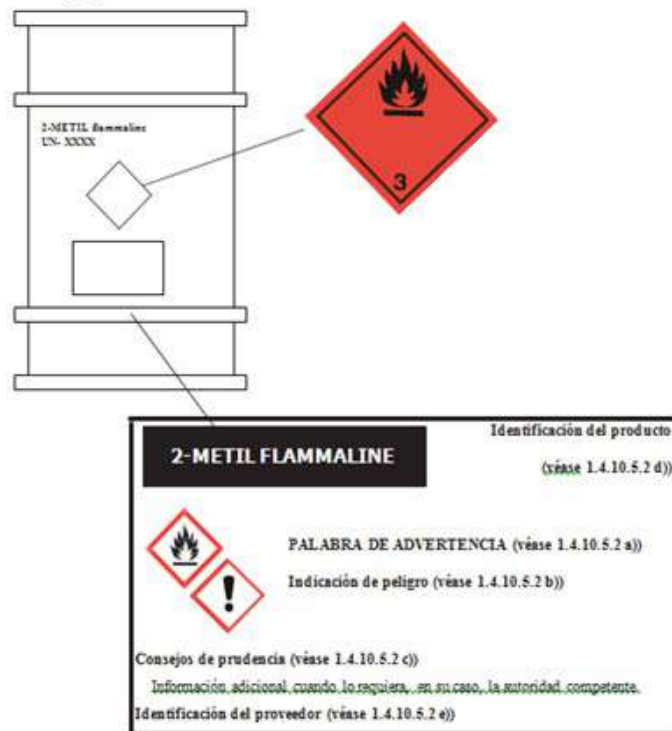 2-METIL flammaline
UN- XXXX
3
2-METIL FLAMMALINE
Identificación del producto
(véase 1.4.10.5.2 d))
PALABRA DE ADVERTENCIA (véase 1.4.10.5.2 a))
Indicación de peligro (véase 1.4.10.5.2 b))
!
Consejos de prudencia (véase 1.4.10.5.2 c))
Información adicional cuando lo requiera, en su caso, la autoridad competente.
Identificación del proveedor (véase 1.4.10.5.2 e))